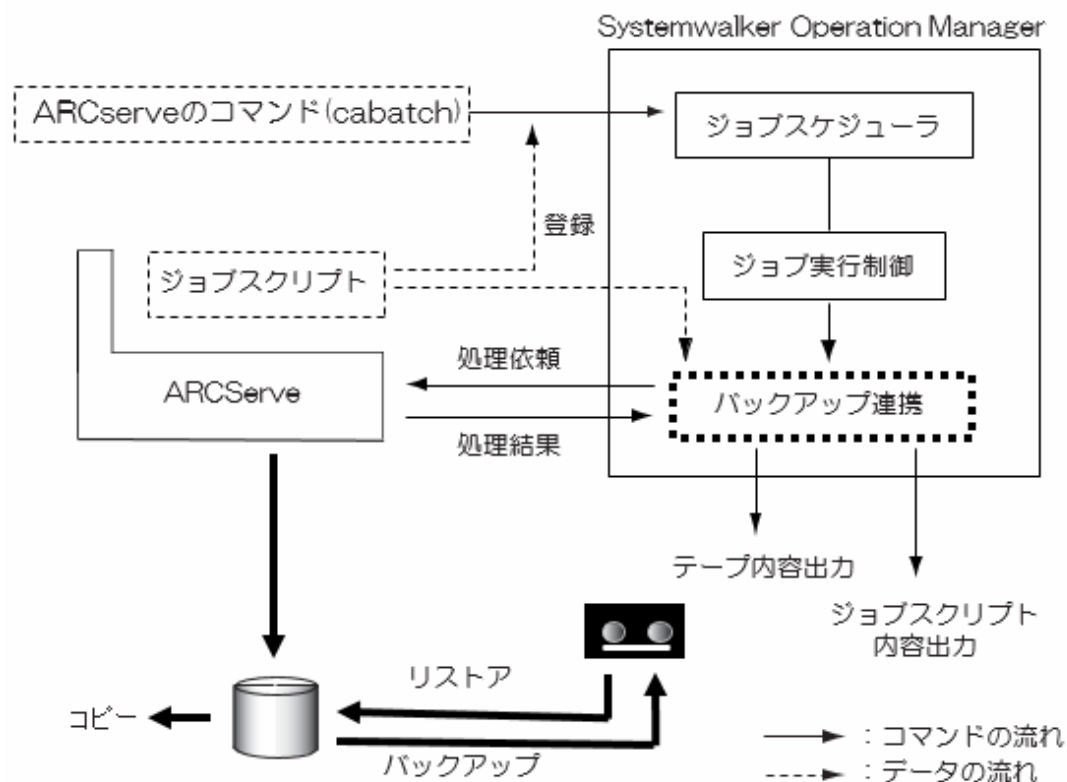 Systemwalker Operation Manager
ARCserveのコマンド(cabatch)
ジョブスケジューラ
登録
ジョブスクリプト
ジョブ実行制御
処理依頼
ARCServe
バックアップ連携
処理結果
テープ内容出力
ジョブスクリプト
内容出力
リストア
コピー
バックアップ
：コマンドの流れ
：データの流れ